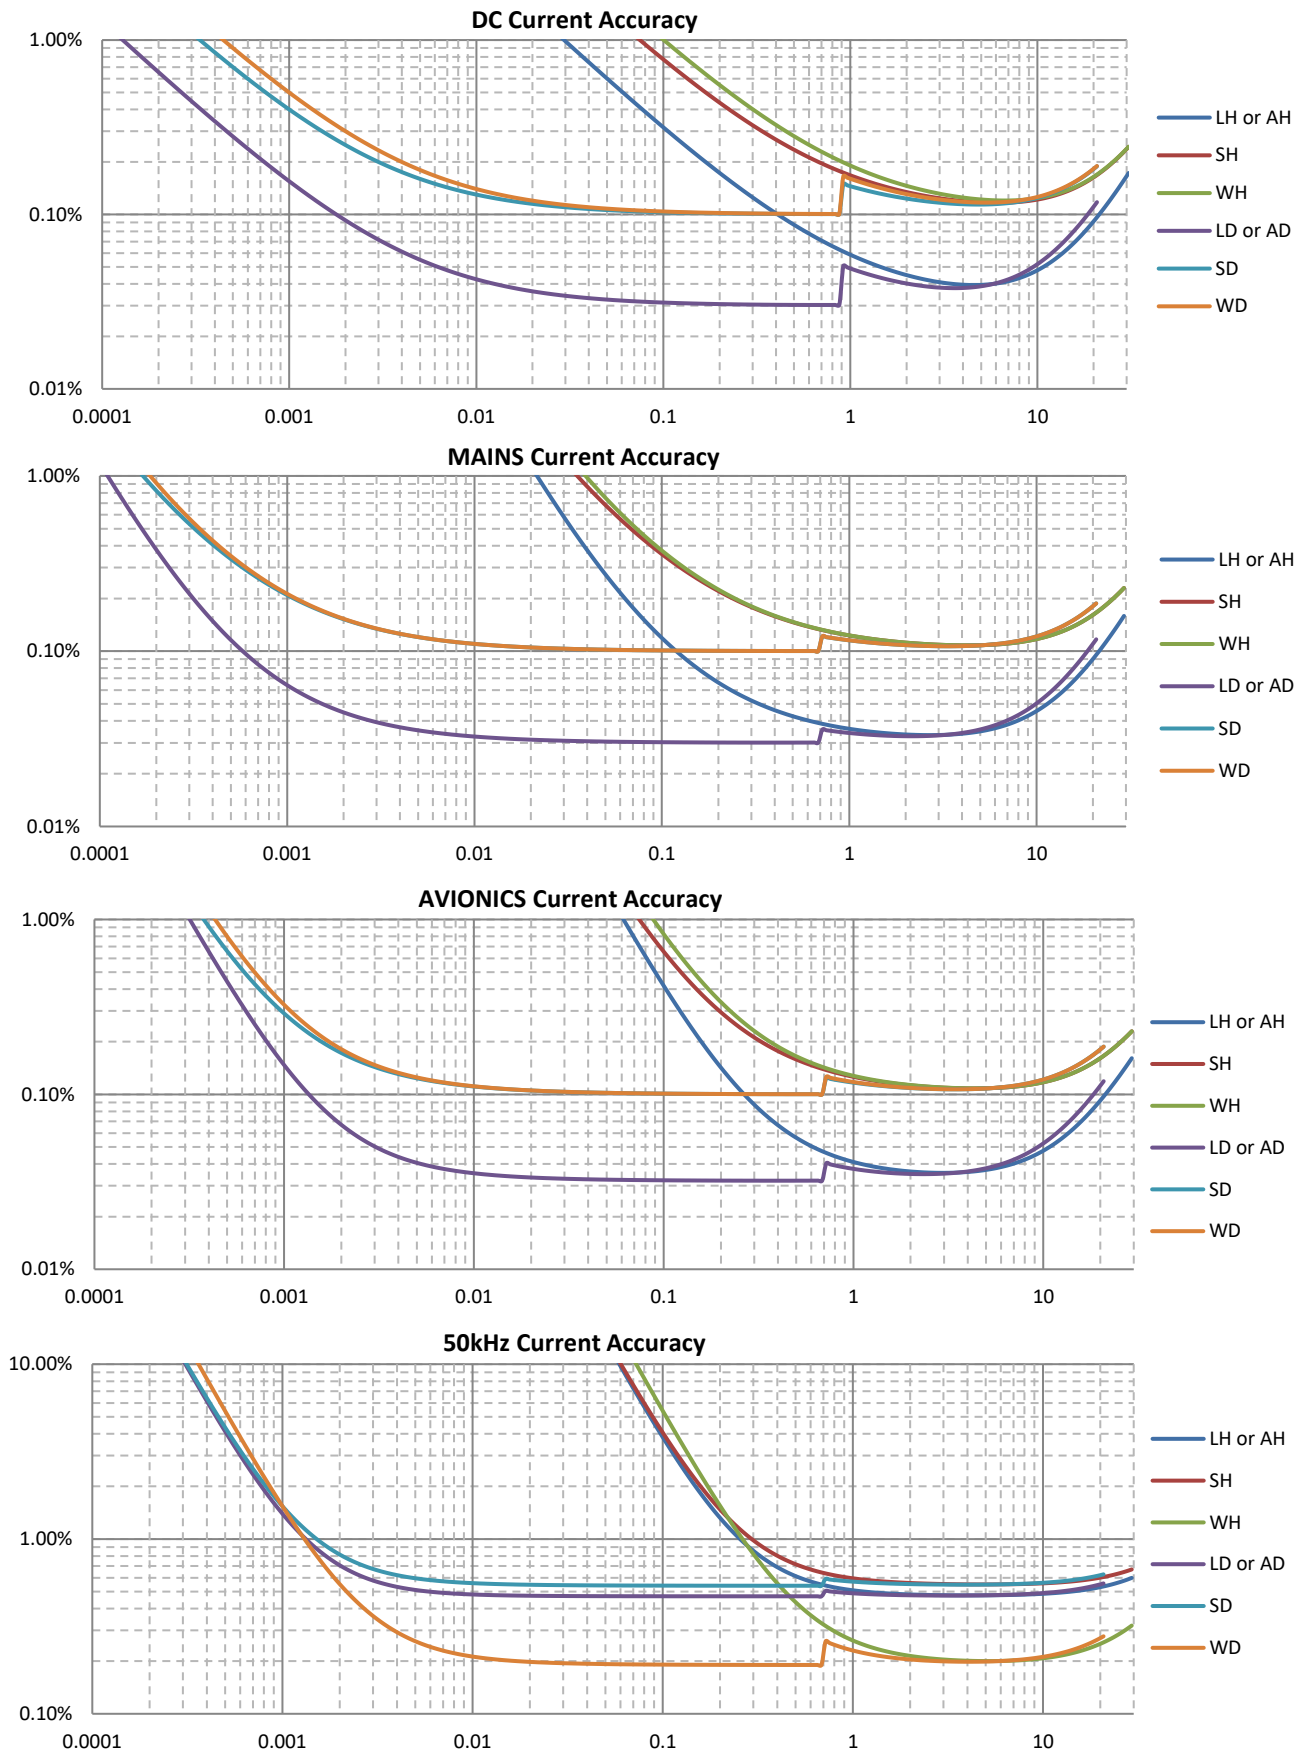 DC Current Accuracy
1.00%
0.10%
0.01%
0.0001 0.001 0.01 0.1 1 10
LH or AH
SH
WH
LD or AD
SD
WD
MAINS Current Accuracy
1.00%
0.10%
0.01%
0.0001 0.001 0.01 0.1 1 10
LH or AH
SH
WH
LD or AD
SD
WD
AVIONICS Current Accuracy
1.00%
0.10%
0.01%
0.0001 0.001 0.01 0.1 1 10
LH or AH
SH
WH
LD or AD
SD
WD
50kHz Current Accuracy
10.00%
1.00%
0.10%
0.0001 0.001 0.01 0.1 1 10
LH or AH
SH
WH
LD or AD
SD
WD